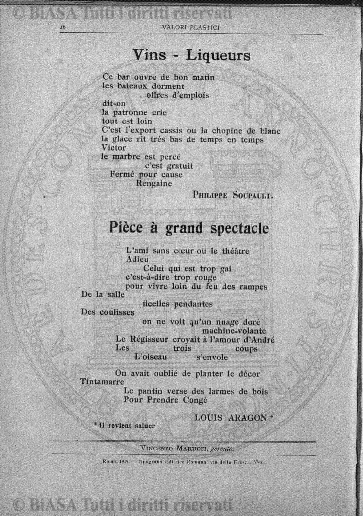 © BIASA Tutti i diritti riservati
VALORI PLASTICI
Vins - Liqueurs
Ce bar ouvre de bon matin
les bateaux dorment
offres d'emplois
dit-on
la patronne crie
tout est loin
C'est l'export cassis ou la chopine de blanc
la glace rit très bas de temps en temps
Victor
le marbre est percé
c'est gratuit
Fermé pour cause
Rengaine
PHILIPPE SOUPAULT.
Pièce à grand spectacle
L'ami sans cœur ou le théâtre
Adieu
Celui qui est trop gai
c'est-à-dire trop rouge
pour vivre loin du feu des rampes
De la salle
ficelles pendantes
Des coulisses
on ne voit qu'un nuage doré
machine-volante
Le Régisseur croyait à l'amour d'André
Les trois coups
L'oiseau s'envole
On avait oublié de planter le décor
Tintamarre
Le pantin verse des larmes de bois
Pour Prendre Congé
LOUIS ARAGON *
* Il revient saluer
© BIASA Tutti i diritti riservati